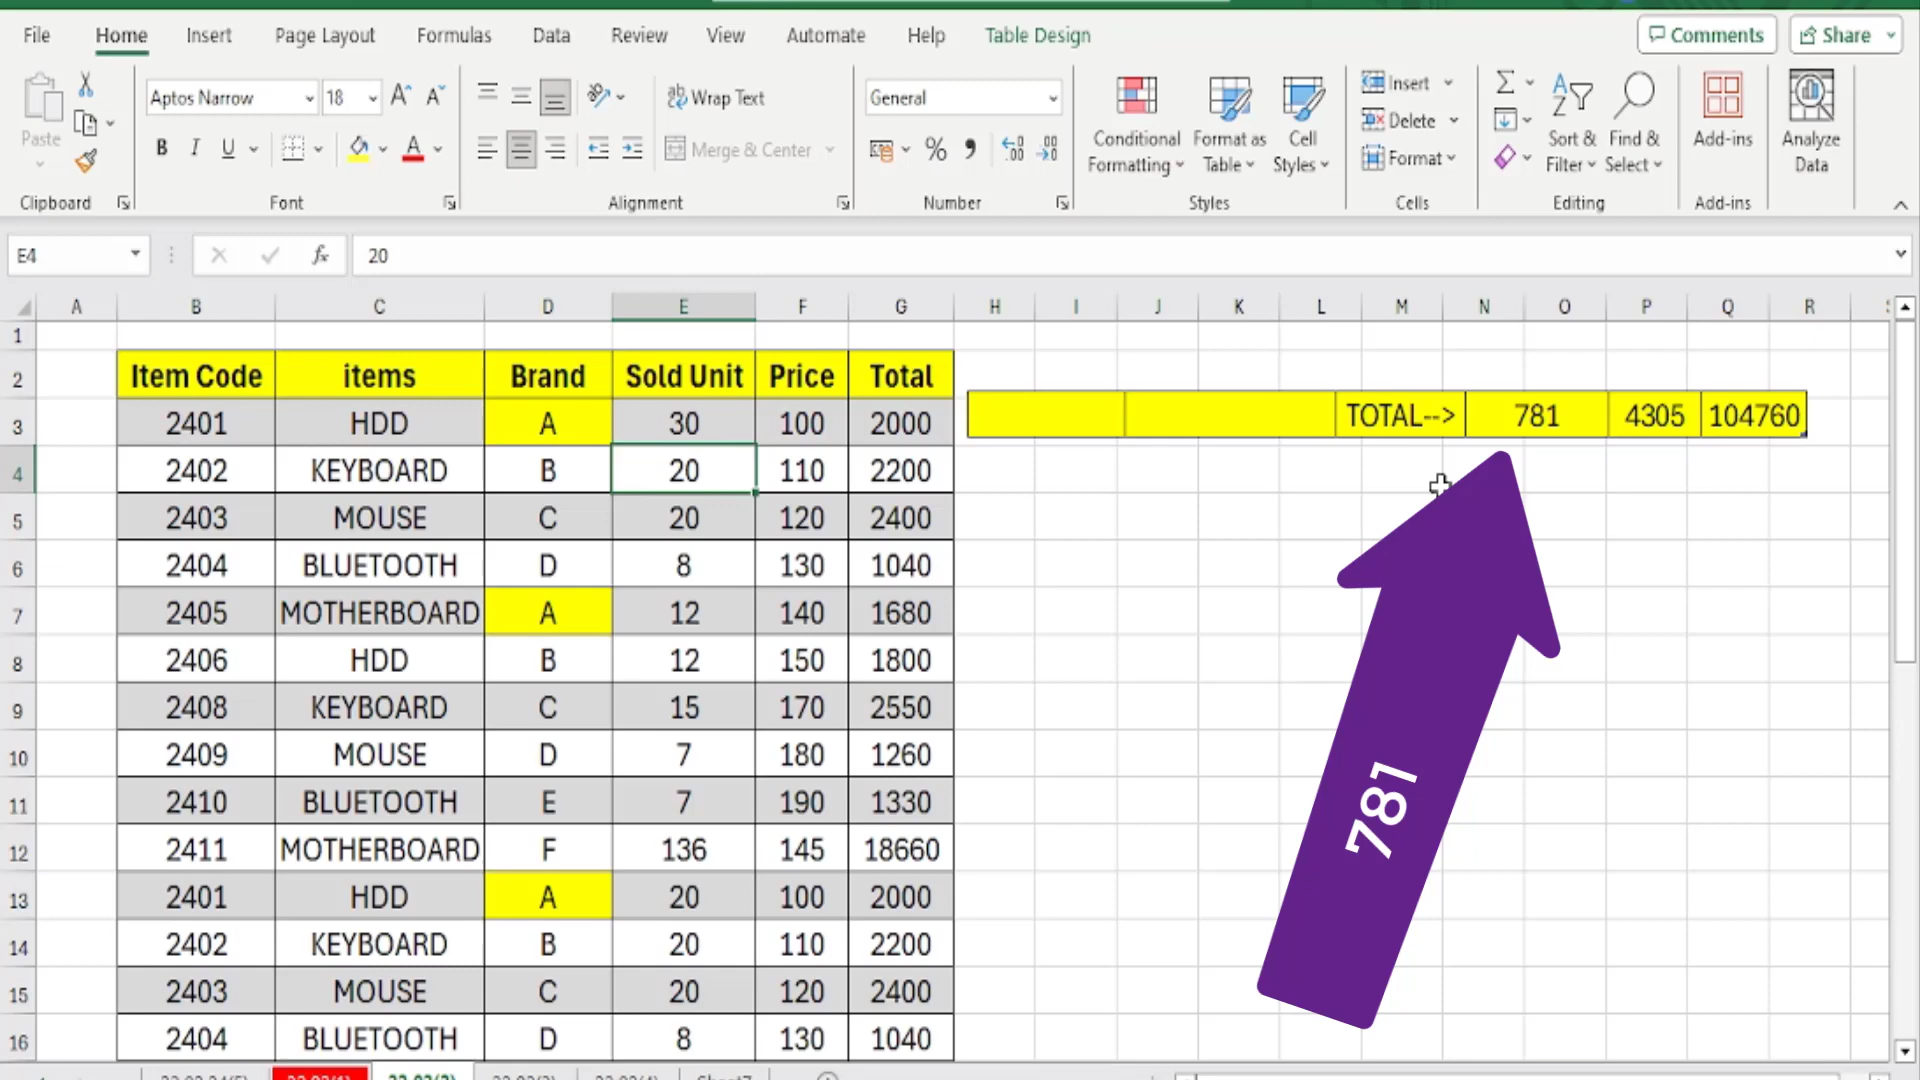 File Home Insert Page Layout Formulas Data Review View Automate Help Table Design Comments Share
Paste
Clipboard
Aptos Narrow 18 A A
B I U A
Font
Wrap Text
Merge & Center
Alignment
General
% 9 .00
Number
Conditional Formatting
Format as Table
Cell Styles
Styles
Insert
Delete
Format
Cells
Sort & Filter
Find & Select
Editing
Add-ins
Add-ins
Analyze Data
E4 fx 20
A B C D E F G H I J K L M N O P Q R
1
2 Item Code items Brand Sold Unit Price Total
3 2401 HDD A 30 100 2000 TOTAL--> 781 4305 104760
4 2402 KEYBOARD B 20 110 2200
5 2403 MOUSE C 20 120 2400
6 2404 BLUETOOTH D 8 130 1040
7 2405 MOTHERBOARD A 12 140 1680
8 2406 HDD B 12 150 1800
9 2408 KEYBOARD C 15 170 2550
10 2409 MOUSE D 7 180 1260
11 2410 BLUETOOTH E 7 190 1330
12 2411 MOTHERBOARD F 136 145 18660
13 2401 HDD A 20 100 2000
14 2402 KEYBOARD B 20 110 2200
15 2403 MOUSE C 20 120 2400
16 2404 BLUETOOTH D 8 130 1040
781